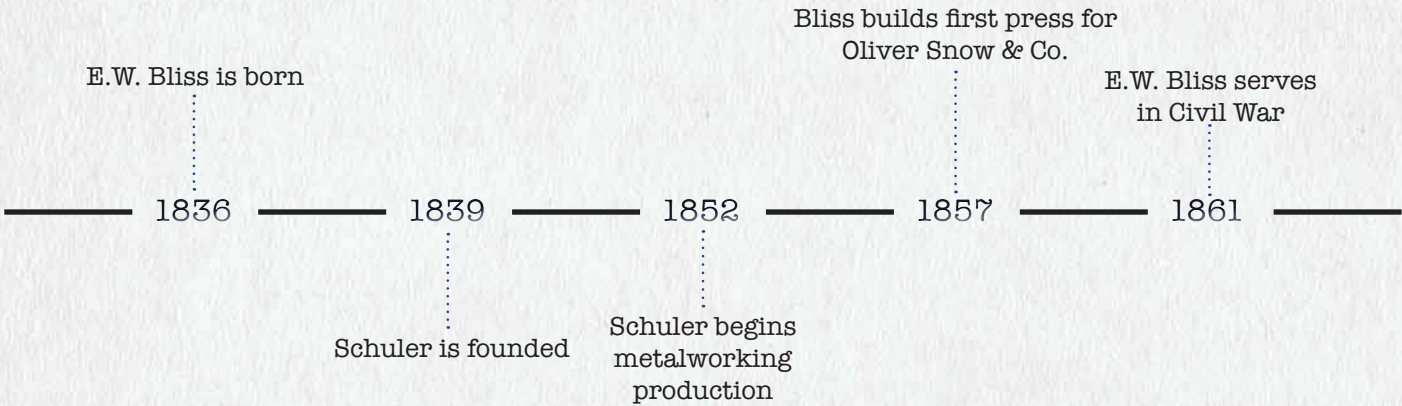 Bliss builds first press for
Oliver Snow & Co.
E.W. Bliss is born
E.W. Bliss serves
in Civil War
1836
1839
1852
1857
1861
Schuler is founded
Schuler begins
metalworking
production